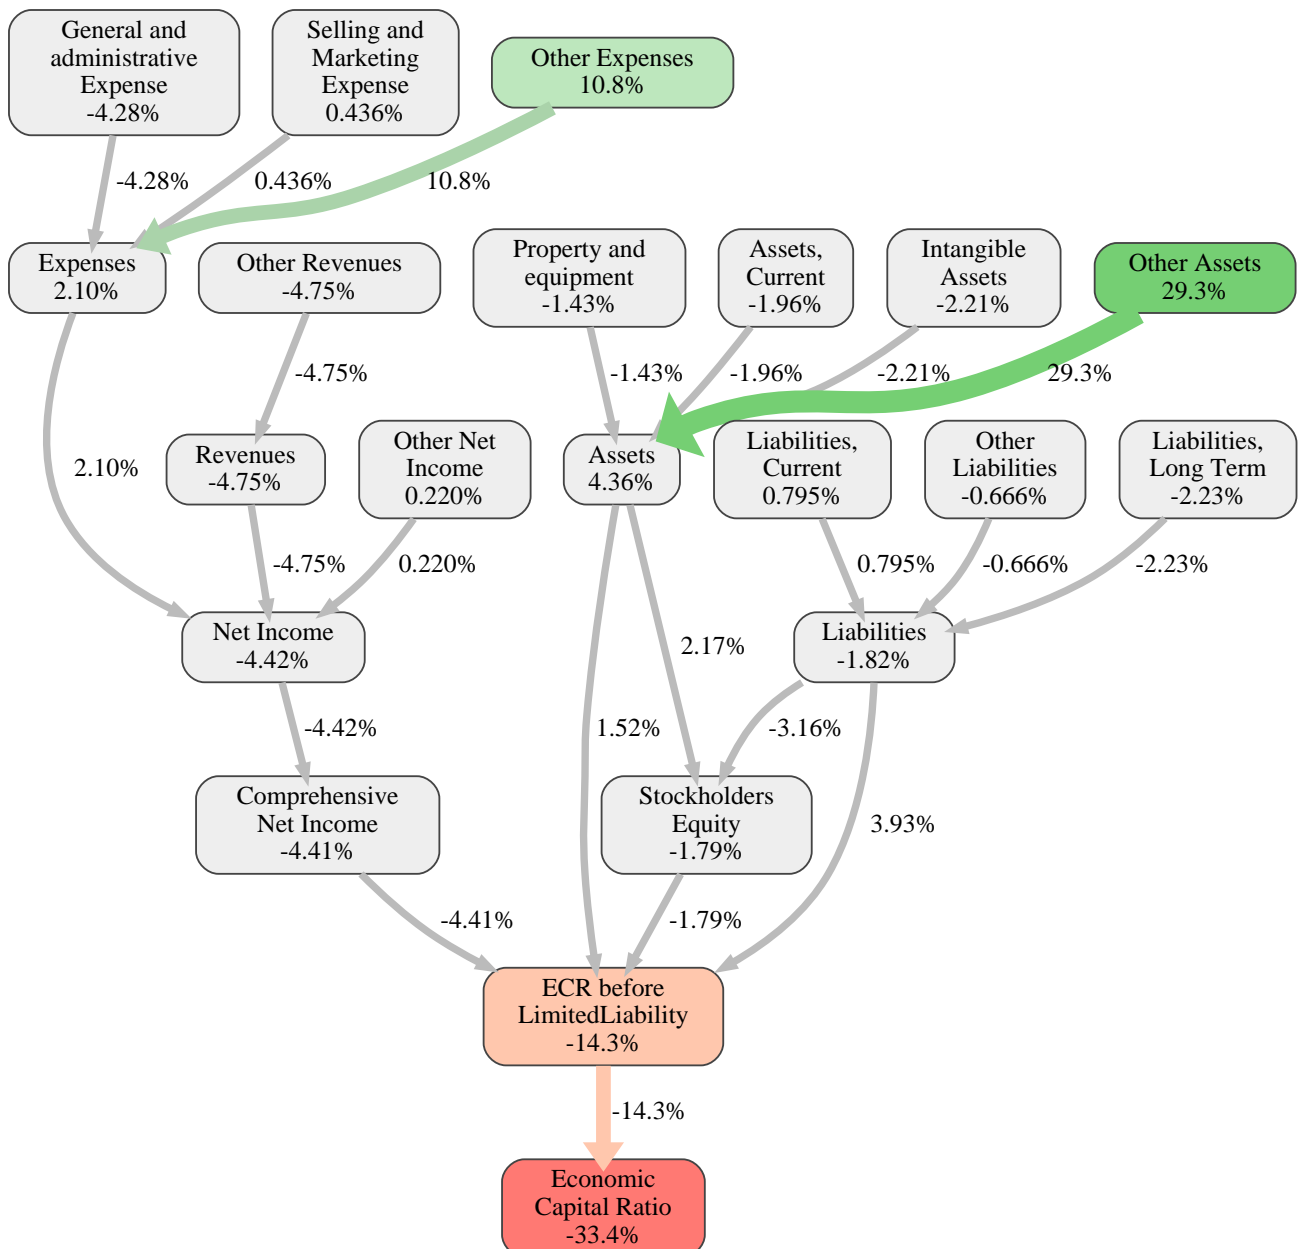 General and
administrative
Expense
-4.28%
Selling and
Marketing
Expense
0.436%
Other Expenses
10.8%
-4.28%
0.436%
10.8%
Expenses
2.10%
Other Revenues
-4.75%
Property and
equipment
-1.43%
Assets,
Current
-1.96%
Intangible
Assets
-2.21%
Other Assets
29.3%
-4.75%
-1.43%
-1.96%
-2.21%
29.3%
2.10%
Revenues
-4.75%
Other Net
Income
0.220%
Assets
4.36%
Liabilities,
Current
0.795%
Other
Liabilities
-0.666%
Liabilities,
Long Term
-2.23%
-4.75%
0.220%
0.795%
-0.666%
-2.23%
Net Income
-4.42%
2.17%
Liabilities
-1.82%
-4.42%
1.52%
-3.16%
Comprehensive
Net Income
-4.41%
Stockholders
Equity
-1.79%
3.93%
-4.41%
-1.79%
ECR before
LimitedLiability
-14.3%
-14.3%
Economic
Capital Ratio
-33.4%